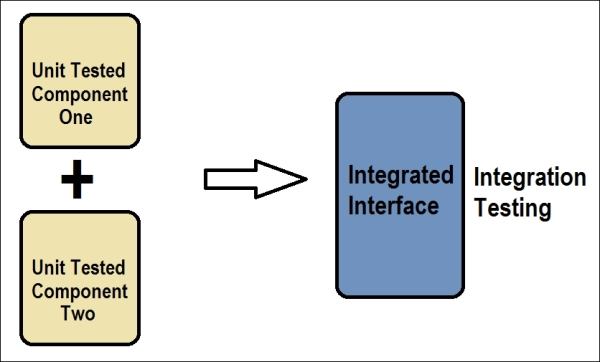 Unit Tested
Component
One
+
Unit Tested
Component
Two
Integrated
Interface
Integration
Testing